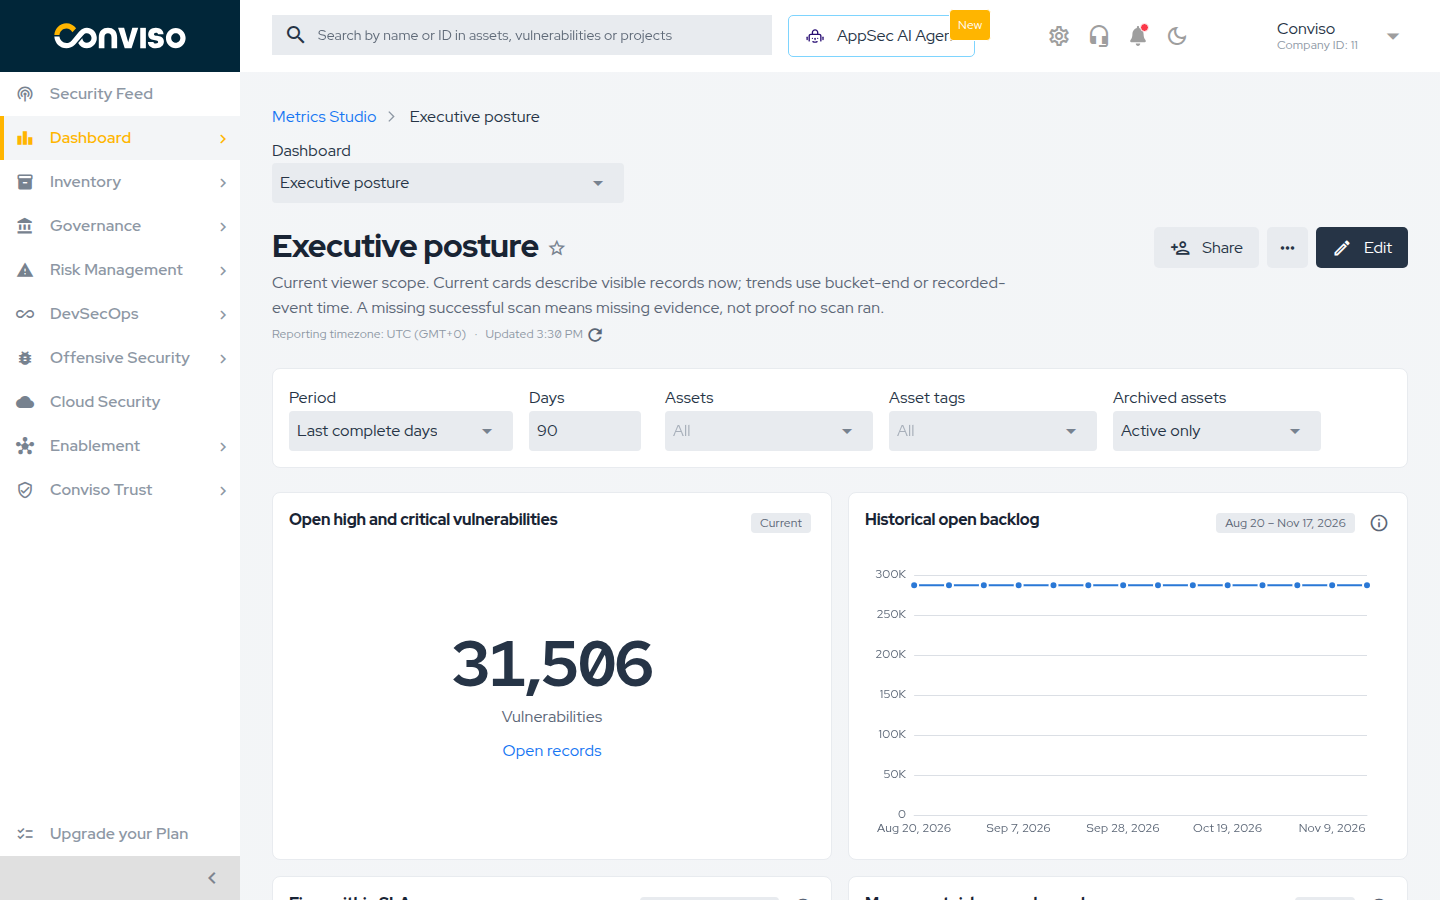 Conviso
Search by name or ID in assets, vulnerabilities or projects
AppSec AI Agen
New
Conviso
Company ID: 11
Security Feed
Dashboard
Inventory
Governance
Risk Management
DevSecOps
Offensive Security
Cloud Security
Enablement
Conviso Trust
Upgrade your Plan
Metrics Studio
Executive posture
Dashboard
Executive posture
Executive posture
Share
Edit
Current viewer scope. Current cards describe visible records now; trends use bucket-end or recorded-
event time. A missing successful scan means missing evidence, not proof no scan ran.
Reporting timezone: UTC (GMT+0) · Updated 3:30 PM
Period
Days
Assets
Asset tags
Archived assets
Last complete days
90
All
All
Active only
Open high and critical vulnerabilities
Current
31,506
Vulnerabilities
Open records
Historical open backlog
Aug 20 – Nov 17, 2026
300K
250K
200K
150K
100K
50K
0
Aug 20, 2026
Sep 7, 2026
Sep 28, 2026
Oct 19, 2026
Nov 9, 2026